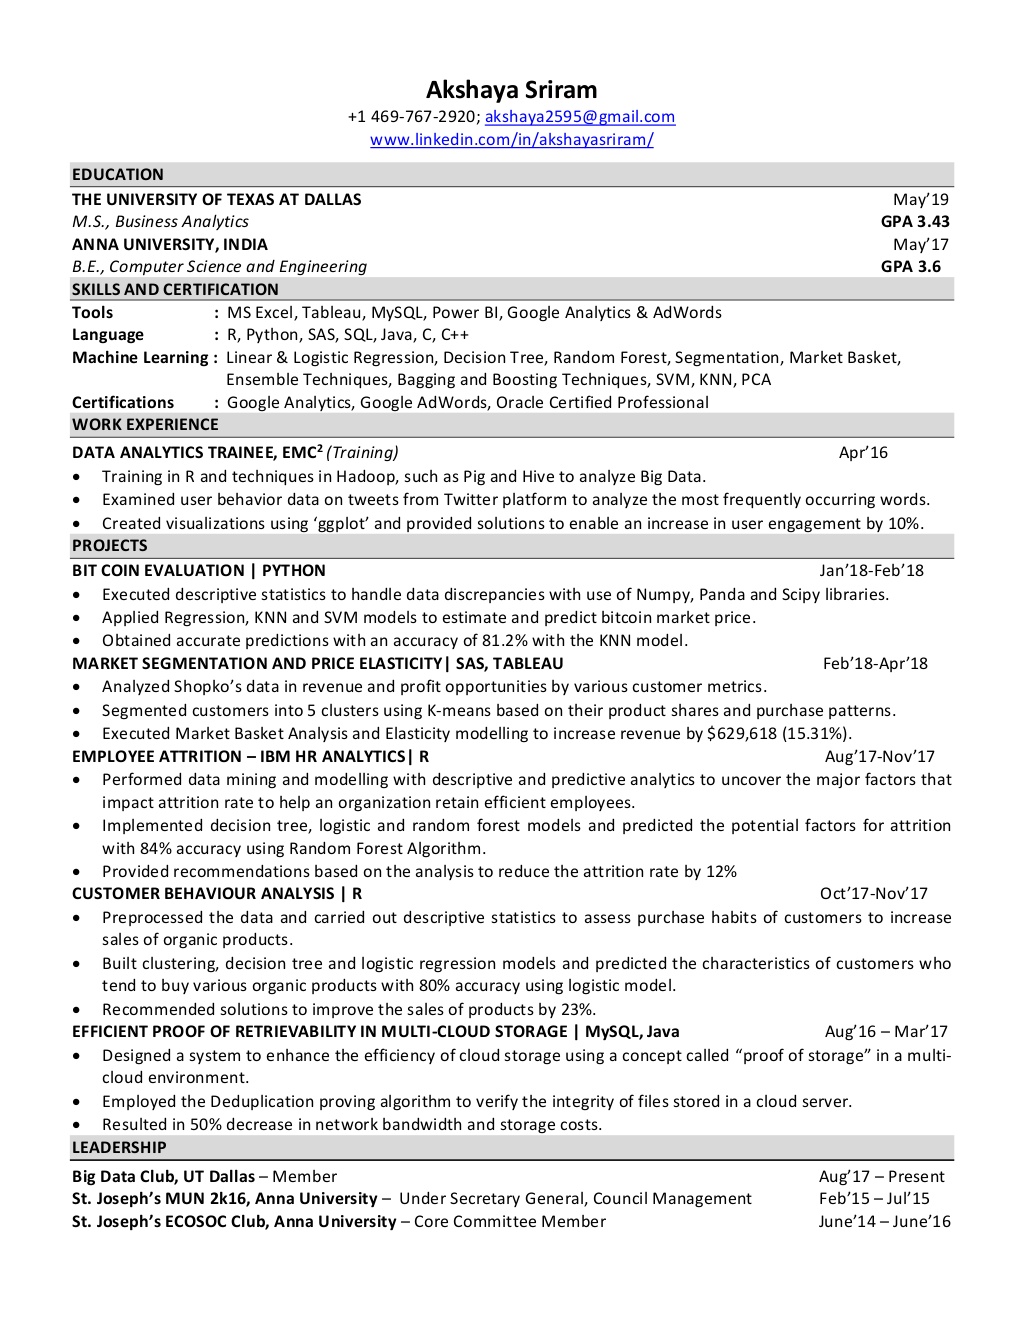 Akshaya Sriram
+1 469-767-2920; akshaya2595@gmail.com
www.linkedin.com/in/akshayasriram/
EDUCATION
THE UNIVERSITY OF TEXAS AT DALLAS May’19
M.S., Business Analytics GPA 3.43
ANNA UNIVERSITY, INDIA May’17
B.E., Computer Science and Engineering GPA 3.6
SKILLS AND CERTIFICATION
Tools : MS Excel, Tableau, MySQL, Power BI, Google Analytics & AdWords
Language : R, Python, SAS, SQL, Java, C, C++
Machine Learning : Linear & Logistic Regression, Decision Tree, Random Forest, Segmentation, Market Basket,
Ensemble Techniques, Bagging and Boosting Techniques, SVM, KNN, PCA
Certifications : Google Analytics, Google AdWords, Oracle Certified Professional
WORK EXPERIENCE
DATA ANALYTICS TRAINEE, EMC² (Training) Apr’16
• Training in R and techniques in Hadoop, such as Pig and Hive to analyze Big Data.
• Examined user behavior data on tweets from Twitter platform to analyze the most frequently occurring words.
• Created visualizations using ‘ggplot’ and provided solutions to enable an increase in user engagement by 10%.
PROJECTS
BIT COIN EVALUATION | PYTHON Jan’18-Feb’18
• Executed descriptive statistics to handle data discrepancies with use of Numpy, Panda and Scipy libraries.
• Applied Regression, KNN and SVM models to estimate and predict bitcoin market price.
• Obtained accurate predictions with an accuracy of 81.2% with the KNN model.
MARKET SEGMENTATION AND PRICE ELASTICITY| SAS, TABLEAU Feb’18-Apr’18
• Analyzed Shopko’s data in revenue and profit opportunities by various customer metrics.
• Segmented customers into 5 clusters using K-means based on their product shares and purchase patterns.
• Executed Market Basket Analysis and Elasticity modelling to increase revenue by $629,618 (15.31%).
EMPLOYEE ATTRITION – IBM HR ANALYTICS| R Aug’17-Nov’17
• Performed data mining and modelling with descriptive and predictive analytics to uncover the major factors that
impact attrition rate to help an organization retain efficient employees.
• Implemented decision tree, logistic and random forest models and predicted the potential factors for attrition
with 84% accuracy using Random Forest Algorithm.
• Provided recommendations based on the analysis to reduce the attrition rate by 12%
CUSTOMER BEHAVIOUR ANALYSIS | R Oct’17-Nov’17
• Preprocessed the data and carried out descriptive statistics to assess purchase habits of customers to increase
sales of organic products.
• Built clustering, decision tree and logistic regression models and predicted the characteristics of customers who
tend to buy various organic products with 80% accuracy using logistic model.
• Recommended solutions to improve the sales of products by 23%.
EFFICIENT PROOF OF RETRIEVABILITY IN MULTI-CLOUD STORAGE | MySQL, Java Aug’16 – Mar’17
• Designed a system to enhance the efficiency of cloud storage using a concept called “proof of storage” in a multi-
cloud environment.
• Employed the Deduplication proving algorithm to verify the integrity of files stored in a cloud server.
• Resulted in 50% decrease in network bandwidth and storage costs.
LEADERSHIP
Big Data Club, UT Dallas – Member Aug’17 – Present
St. Joseph’s MUN 2k16, Anna University – Under Secretary General, Council Management Feb’15 – Jul’15
St. Joseph’s ECOSOC Club, Anna University – Core Committee Member June’14 – June’16